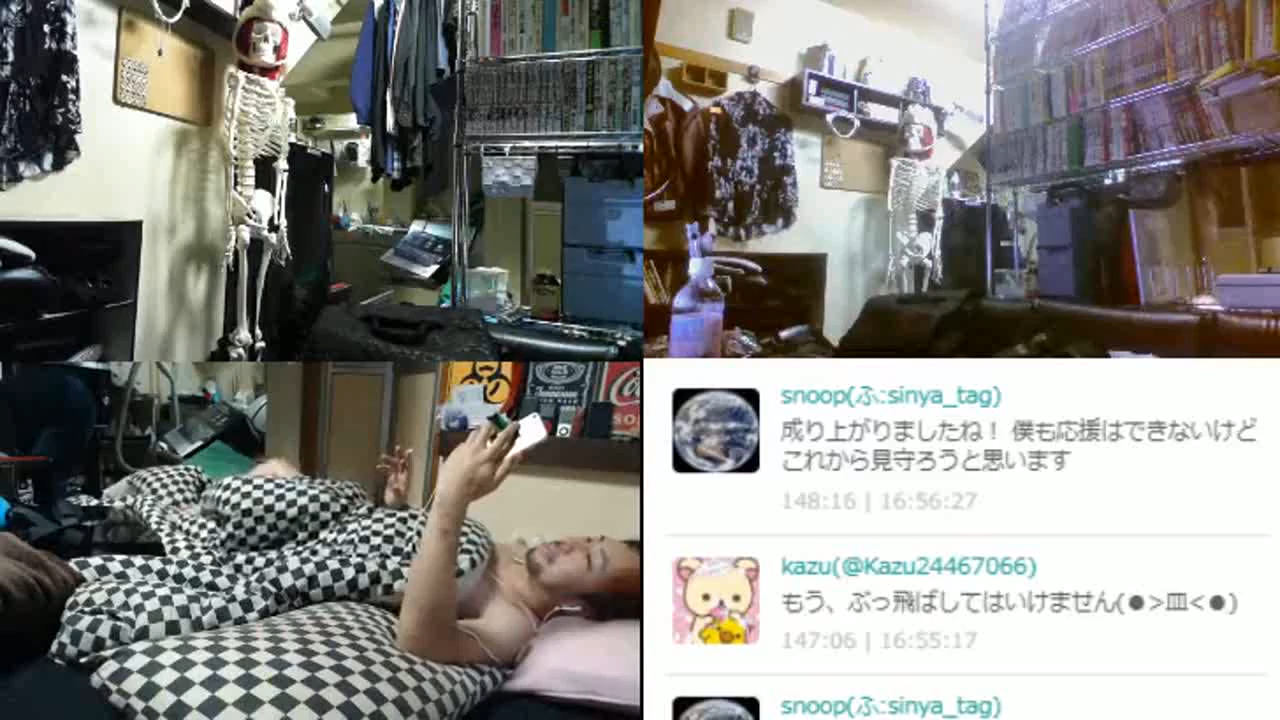 snoop(ふ:sinya_tag)
成り上がりましたね！ 僕も応援はできないけど
これから見守ろうと思います
148:16 | 16:56:27
kazu(@Kazu24467066)
もう、ぶっ飛ばしてはいけません(●>皿<●)
147:06 | 16:55:17
snoop(ふ:sinya_tag)